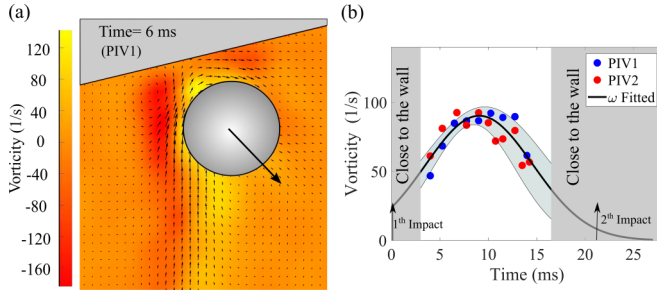 (a)
Time= 6 ms
(PIV1)
Vorticity (1/s)
120
80
40
0
-40
-80
-120
-160
(b)
Close to the wall
Close to the wall
PIV1
PIV2
ω Fitted
Vorticity (1/s)
100
50
0
1th Impact
2th Impact
0
5
10
15
20
25
Time (ms)